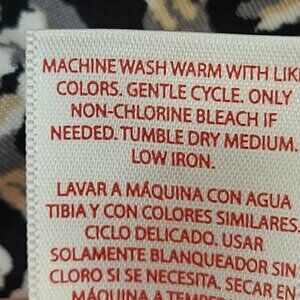 MACHINE WASH WARM WITH LIKE
COLORS. GENTLE CYCLE. ONLY
NON-CHLORINE BLEACH IF
NEEDED. TUMBLE DRY MEDIUM.
LOW IRON.
LAVAR A MÁQUINA CON AGUA
TIBIA Y CON COLORES SIMILARES.
CICLO DELICADO. USAR
SOLAMENTE BLANQUEADOR SIN
CLORO SI SE NECESITA. SECAR EN
MÁQUINA A